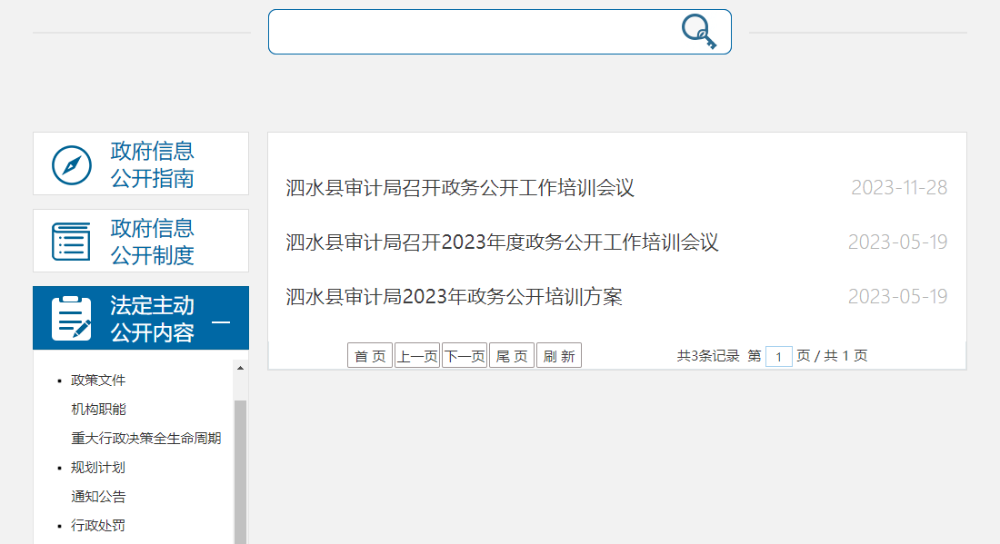 政府信息
公开指南
政府信息
公开制度
法定主动
公开内容
政策文件
机构职能
重大行政决策全生命周期
规划计划
通知公告
行政处罚
泗水县审计局召开政务公开工作培训会议 2023-11-28
泗水县审计局召开2023年度政务公开工作培训会议 2023-05-19
泗水县审计局2023年政务公开培训方案 2023-05-19
首 页 上一页 下一页 尾 页 刷 新 共3条记录 第 1 页 / 共 1 页